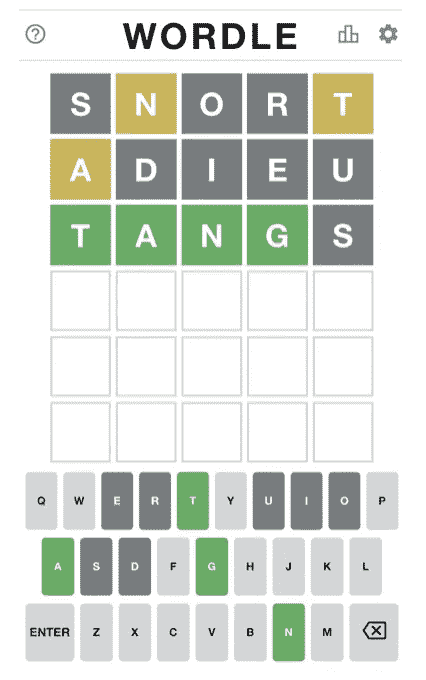 WORDLE
S N O R T
A D I E U
T A N G S
Q W E R T Y U I O P
A S D F G H J K L
ENTER Z X C V B N M